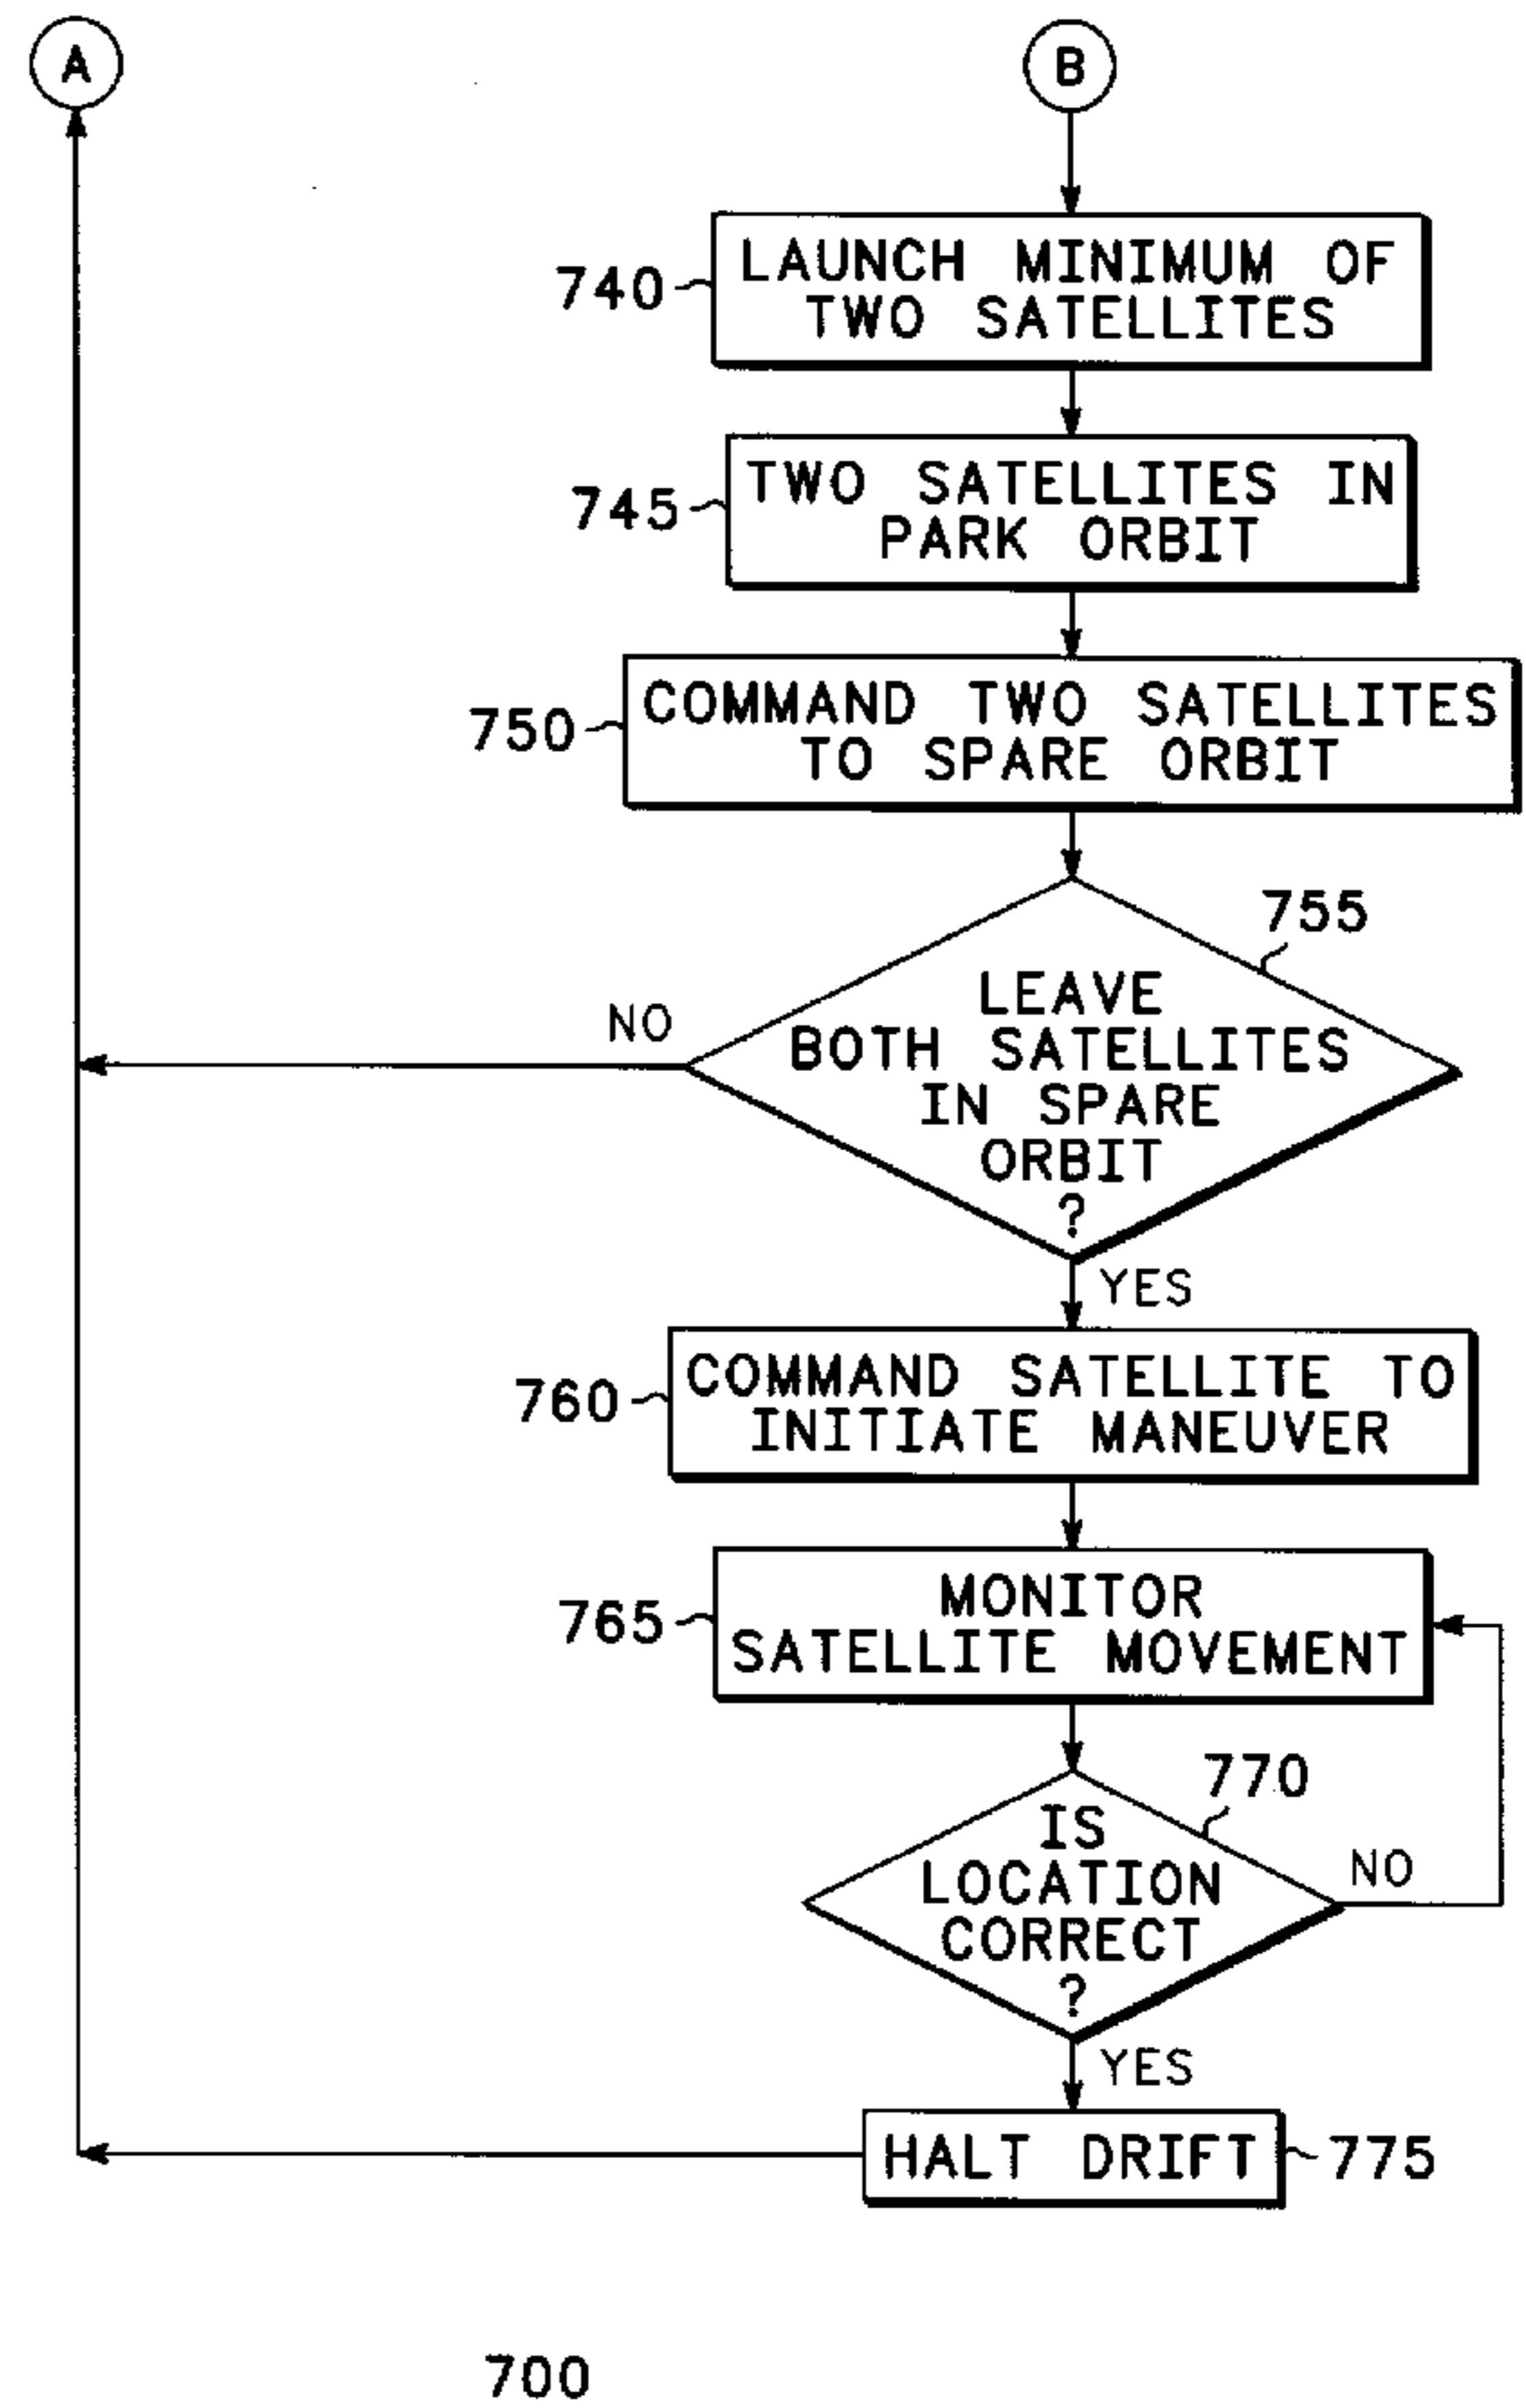 A
B
740
LAUNCH MINIMUM OF
TWO SATELLITES
745
TWO SATELLITES IN
PARK ORBIT
750
COMMAND TWO SATELLITES
TO SPARE ORBIT
755
LEAVE
BOTH SATELLITES
IN SPARE
ORBIT
?
NO
YES
760
COMMAND SATELLITE TO
INITIATE MANEUVER
765
MONITOR
SATELLITE MOVEMENT
770
IS
LOCATION
CORRECT
?
NO
YES
HALT DRIFT
775
700